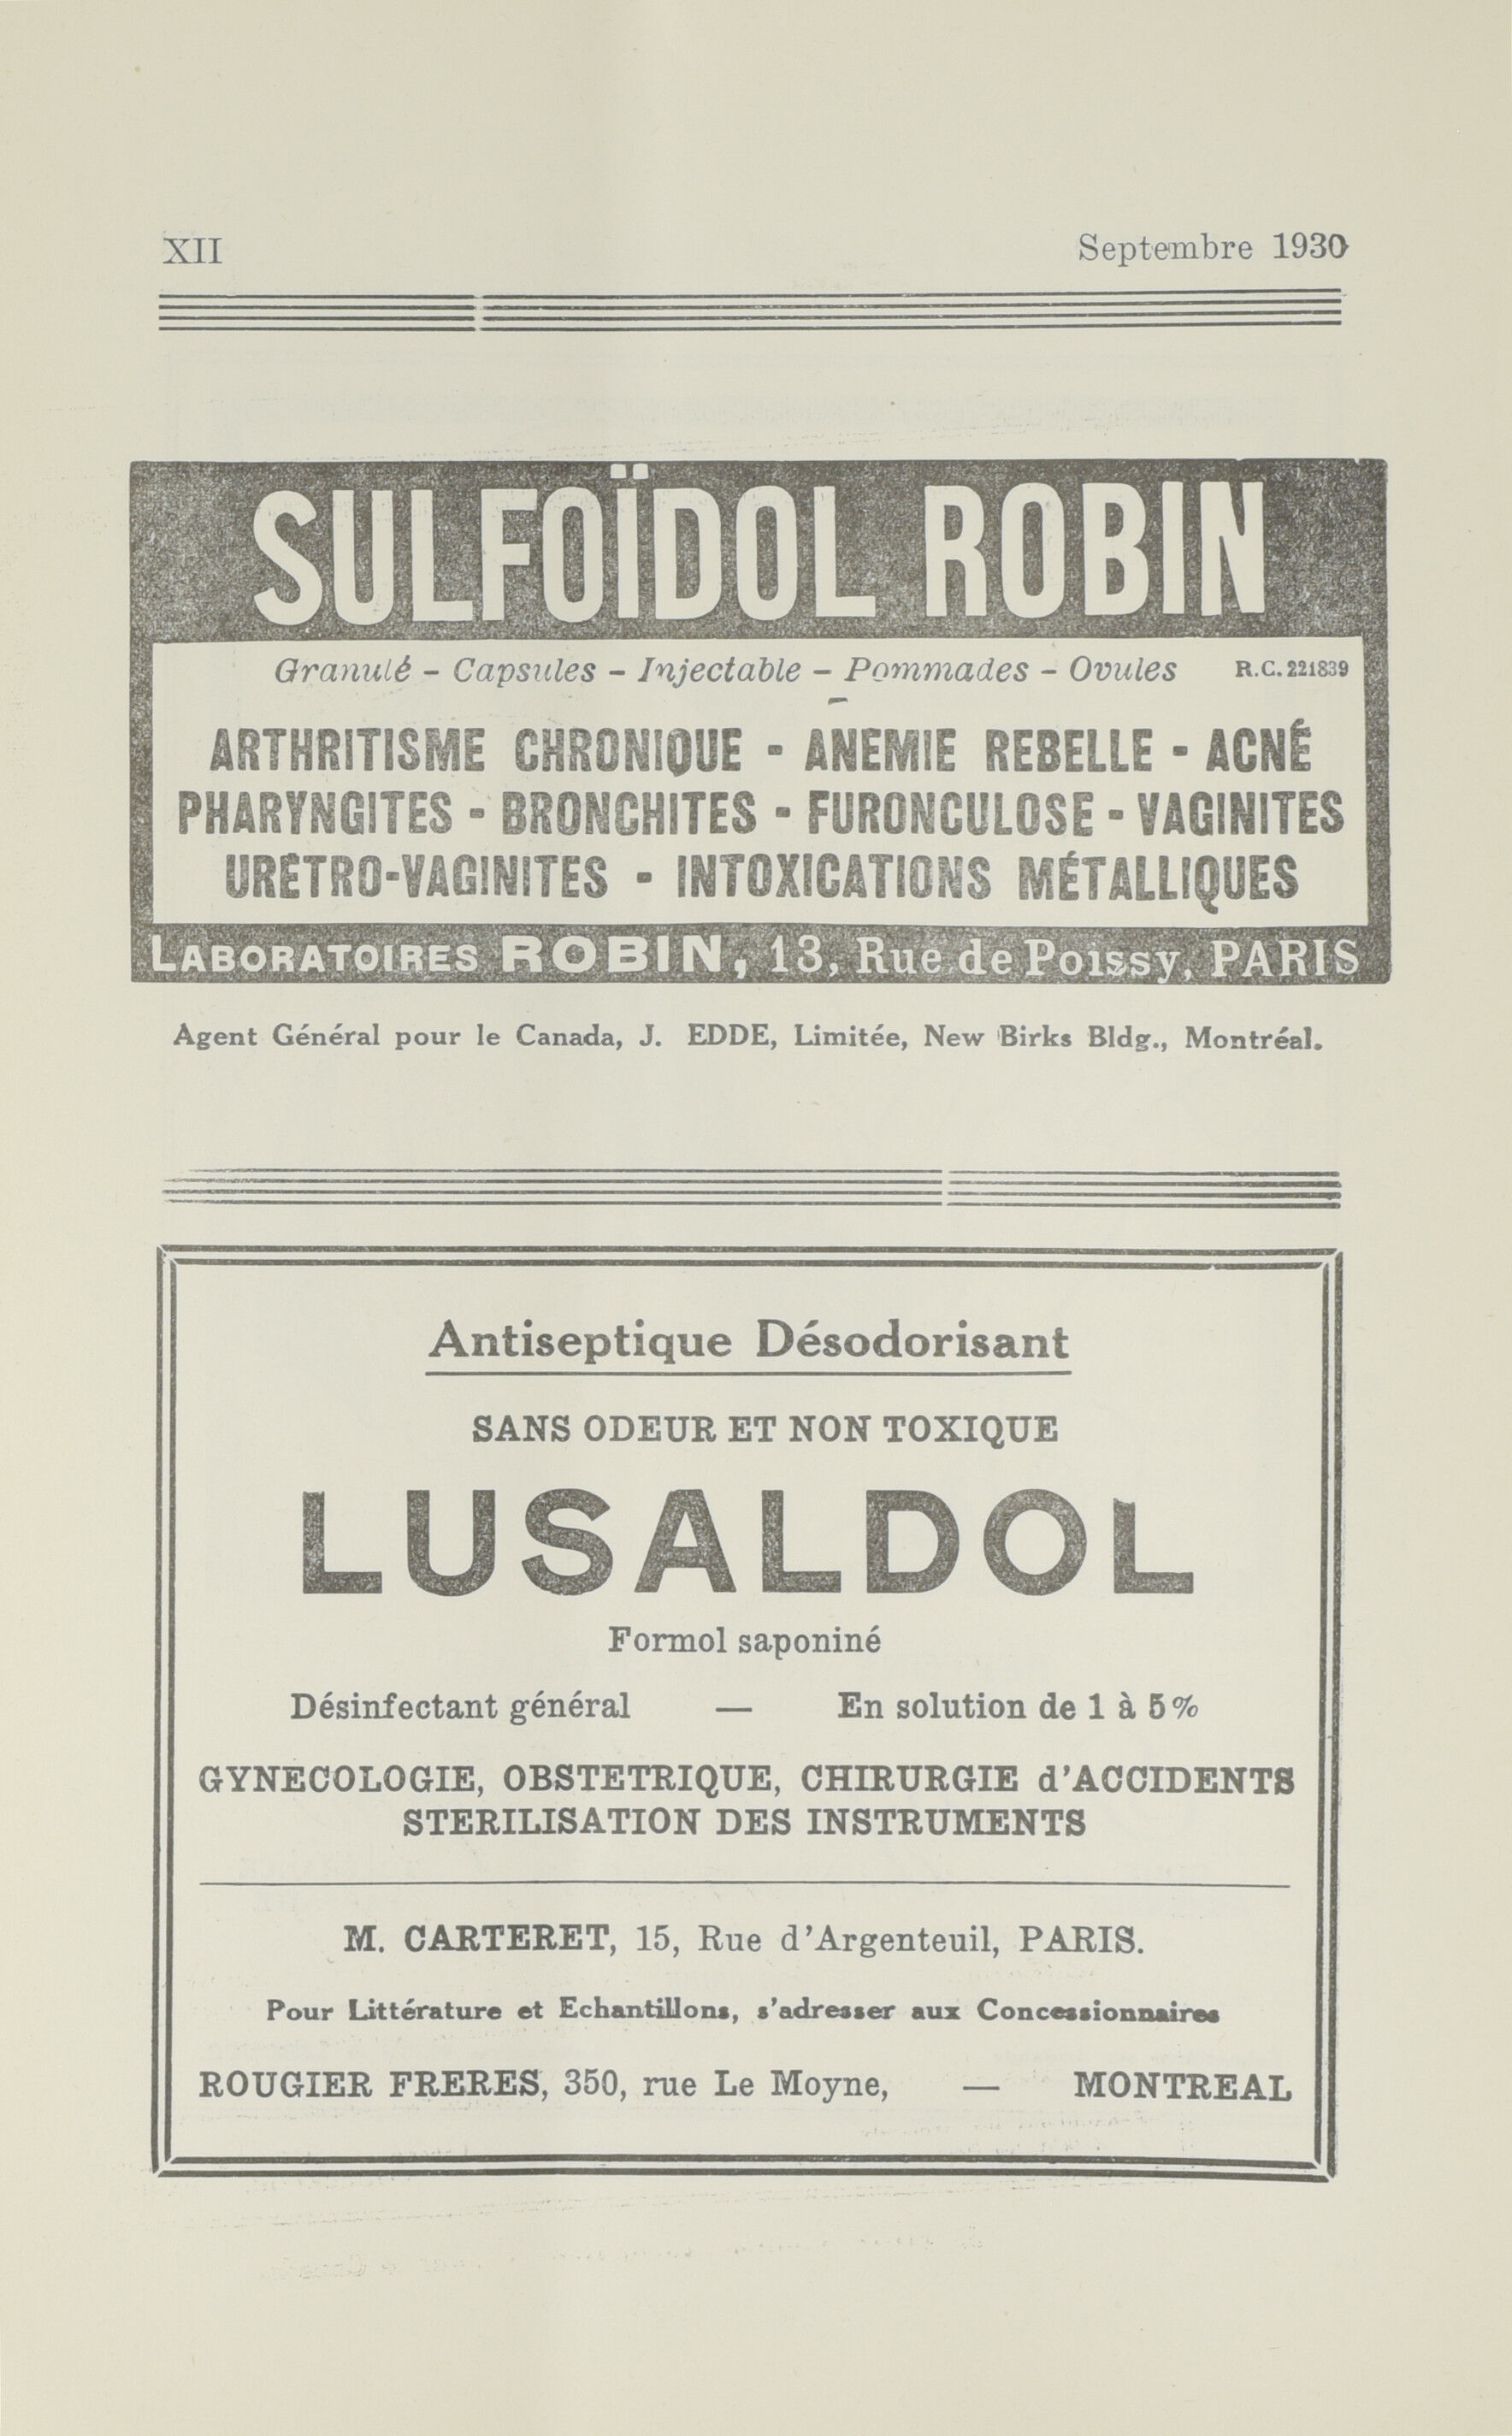 XII Septembre 1930
SULFOÏDOL ROBIN
Granulé - Capsules - Injectable - Pommades - Ovules R.C. 221839
ARTHRITISME CHRONIQUE - ANEMIE REBELLE - ACNÉ
PHARYNGITES - BRONCHITES - FURONCULOSE - VAGINITES
URETRO-VAGINITES - INTOXICATIONS MÉTALLIQUES
LABORATOIRES ROBIN, 13, Rue de Poissy, PARIS
Agent Général pour le Canada, J. EDDE, Limitée, New Birks Bldg., Montréal.
Antiseptique Désodorisant
SANS ODEUR ET NON TOXIQUE
LUSALDOL
Formol saponiné
Désinfectant général — En solution de 1 à 5%
GYNECOLOGIE, OBSTETRIQUE, CHIRURGIE d'ACCIDENTS
STERILISATION DES INSTRUMENTS
M. CARTERET, 15, Rue d'Argenteuil, PARIS.
Pour Littérature et Echantillons, s'adresser aux Concessionnaires
ROUGIER FRERES, 350, rue Le Moyne, — MONTREAL